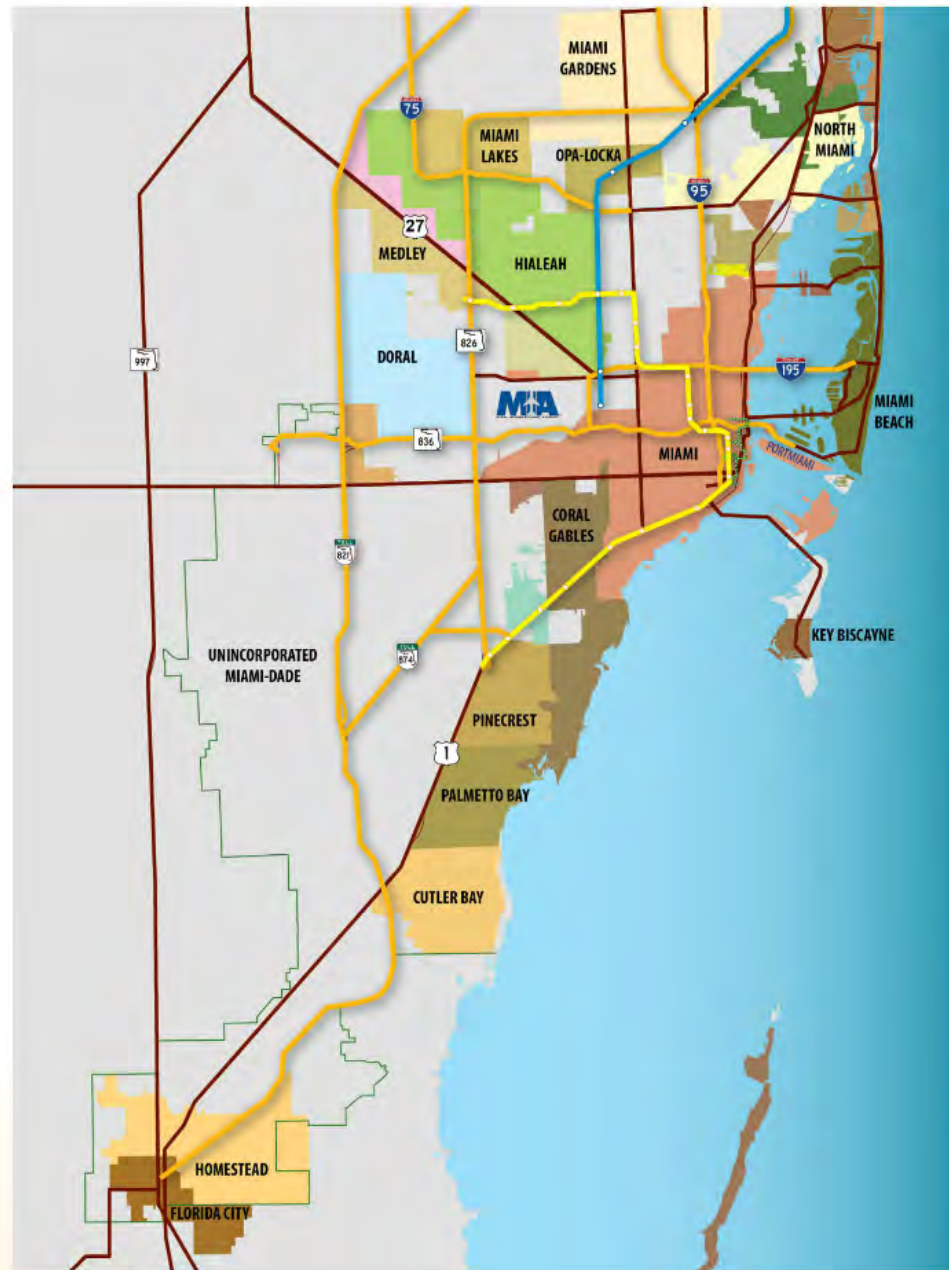 MIAMI
GARDENS
75
MIAMI
LAKES
OPA-LOCKA
NORTH
MIAMI
95
27
MEDLEY
HIALEAH
826
997
DORAL
195
MIA
MIAMI
BEACH
836
MIAMI
PORTMIAMI
CORAL
GABLES
TOLL
821
KEY BISCAYNE
UNINCORPORATED
MIAMI-DADE
TOLL
874
PINECREST
1
PALMETTO BAY
CUTLER BAY
HOMESTEAD
FLORIDA CITY